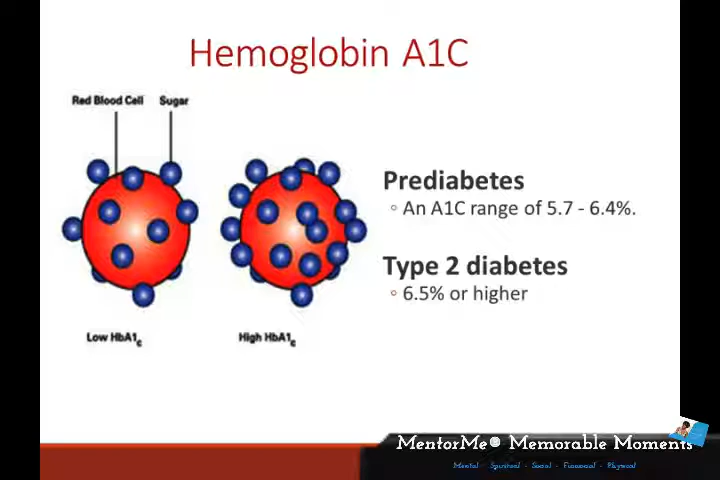 Hemoglobin A1C
Red Blood Cell Sugar
Prediabetes
◦ An A1C range of 5.7 - 6.4%.
Type 2 diabetes
◦ 6.5% or higher
Low HbA1c
High HbA1c
MentorMe® Memorable Moments
Mental - Spiritual - Social - Financial - Physical